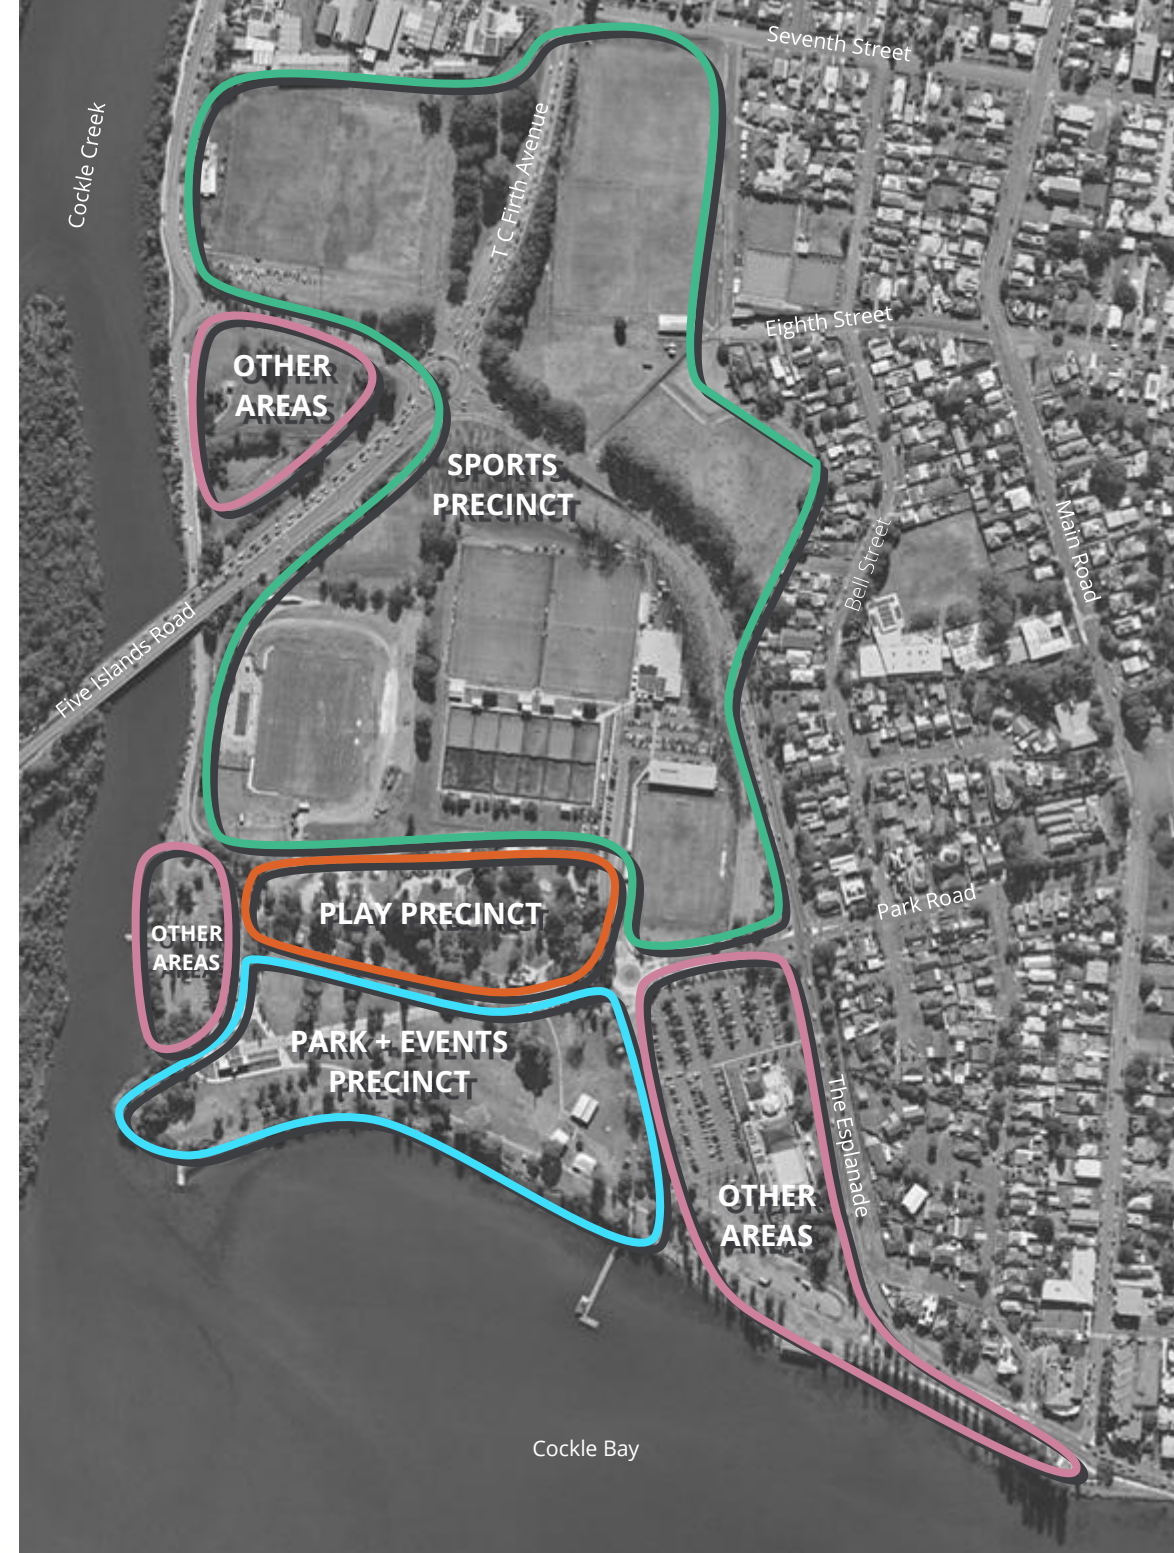 Seventh Street
Cockle Creek
T C Firth Avenue
Eighth Street
OTHER
AREAS
SPORTS
PRECINCT
Main Road
Bell Street
Five Islands Road
Park Road
PLAY PRECINCT
OTHER
AREAS
PARK + EVENTS
PRECINCT
The Esplanade
OTHER
AREAS
Cockle Bay